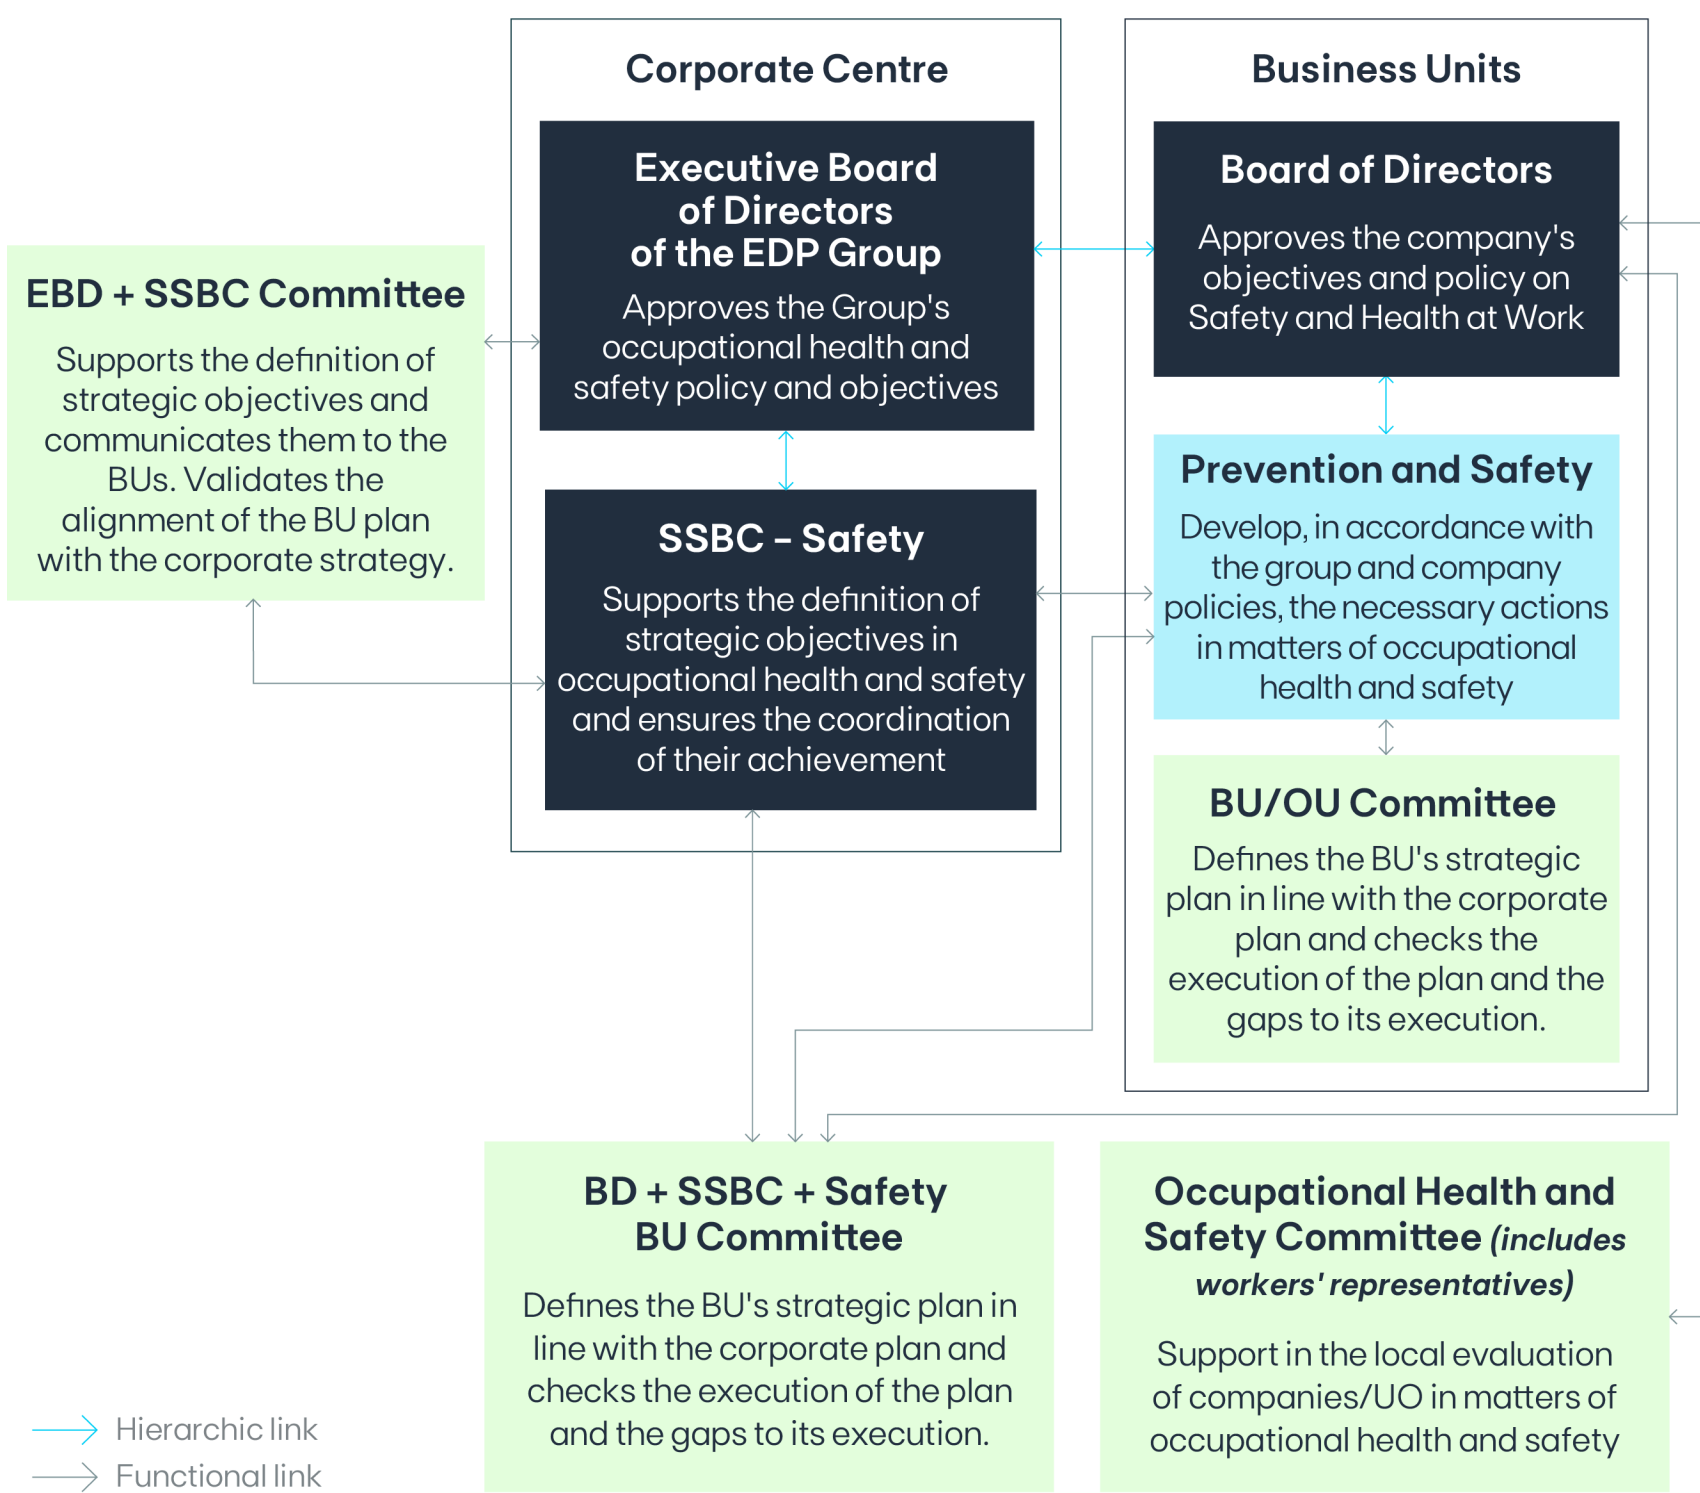 Corporate Centre
Executive Board
of Directors
of the EDP Group
Approves the Group's
occupational health and
safety policy and objectives
SSBC – Safety
Supports the definition of
strategic objectives in
occupational health and safety
and ensures the coordination
of their achievement
EBD + SSBC Committee
Supports the definition of
strategic objectives and
communicates them to the
BUs. Validates the
alignment of the BU plan
with the corporate strategy.
Business Units
Board of Directors
Approves the company's
objectives and policy on
Safety and Health at Work
Prevention and Safety
Develop, in accordance with
the group and company
policies, the necessary actions
in matters of occupational
health and safety
BU/OU Committee
Defines the BU's strategic
plan in line with the corporate
plan and checks the
execution of the plan and the
gaps to its execution.
BD + SSBC + Safety
BU Committee
Defines the BU's strategic plan in
line with the corporate plan and
checks the execution of the plan
and the gaps to its execution.
Occupational Health and
Safety Committee (includes
workers' representatives)
Support in the local evaluation
of companies/UO in matters of
occupational health and safety
Hierarchic link
Functional link